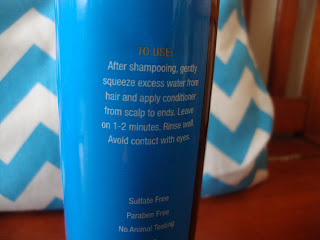 TO USE:
After shampooing, gently
squeeze excess water from
hair and apply conditioner
from scalp to ends. Leave
on 1-2 minutes. Rinse well.
Avoid contact with eyes.
Sulfate Free
Paraben Free
No Animal Testing